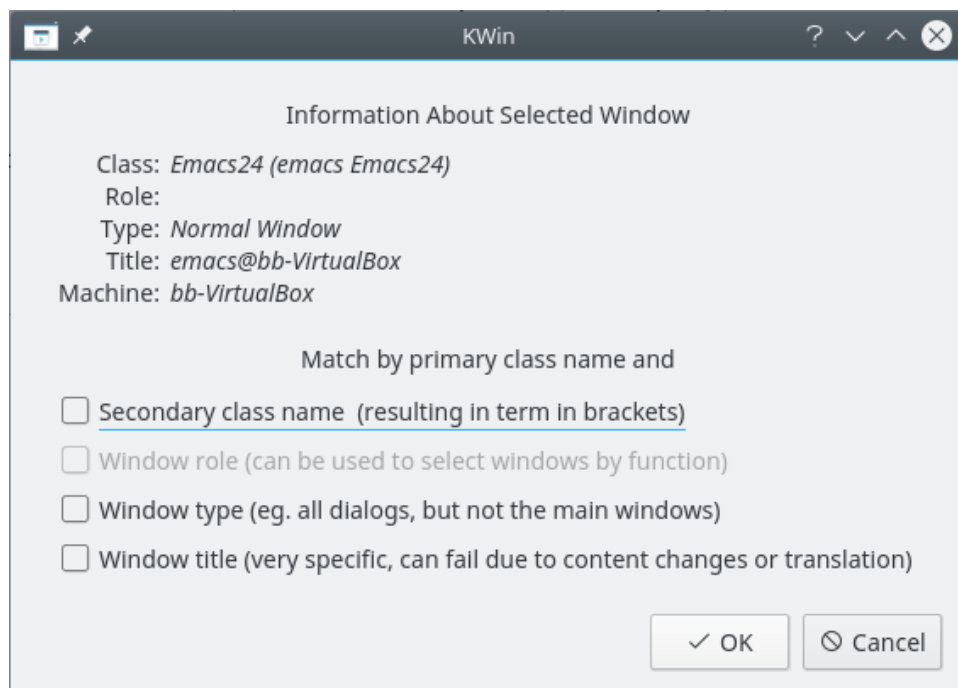 KWin
Information About Selected Window
Class: Emacs24 (emacs Emacs24)
Role:
Type: Normal Window
Title: emacs@bb-VirtualBox
Machine: bb-VirtualBox
Match by primary class name and
Secondary class name (resulting in term in brackets)
Window role (can be used to select windows by function)
Window type (eg. all dialogs, but not the main windows)
Window title (very specific, can fail due to content changes or translation)
OK Cancel